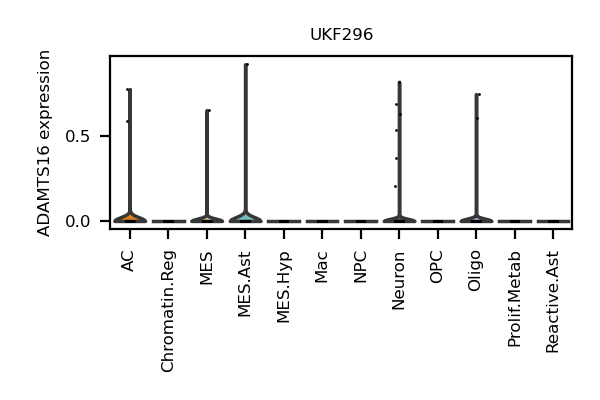 UKF296
ADAMTS16 expression
0.5
0.0
AC
Chromatin.Reg
MES
MES.Ast
MES.Hyp
Mac
NPC
Neuron
OPC
Oligo
Prolif.Metab
Reactive.Ast